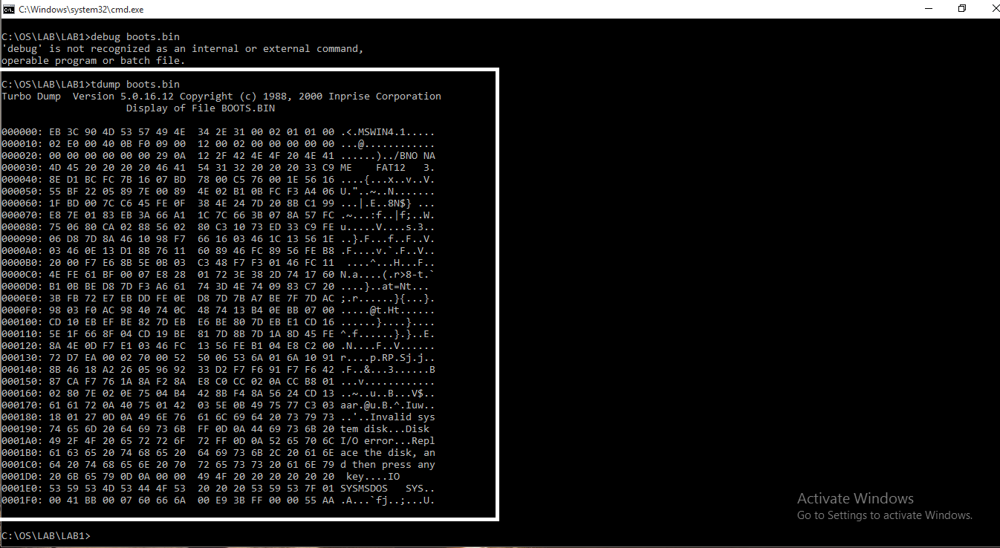 C:\Windows\system32\cmd.exe
C:\OS\LAB\LAB1>debug boots.bin
'debug' is not recognized as an internal or external command,
operable program or batch file.
C:\OS\LAB\LAB1>tdump boots.bin
Turbo Dump  Version 5.0.16.12 Copyright (c) 1988, 2000 Inprise Corporation
                     Display of File BOOTS.BIN
000000: EB 3C 90 4D 53 57 49 4E  34 2E 31 00 02 01 01 00 .<.MSWIN4.1.....
000010: 02 E0 00 40 0B F0 09 00  12 00 02 00 00 00 00 00 ...@............
000020: 00 00 00 00 00 00 29 0A  12 2F 42 4E 4F 20 4E 41 ......)../BNO NA
000030: 4D 45 20 20 20 20 46 41  54 31 32 20 20 20 33 C9 ME    FAT12   3.
000040: 8E D1 BC FC 7B 16 07 BD  78 00 C5 76 00 1E 56 16 ....{...x..v..V.
000050: 55 BF 22 05 89 7E 00 89  4E 02 B1 0B FC F3 A4 06 U."..~..N.......
000060: 1F BD 00 7C C6 45 FE 0F  38 4E 24 7D 20 8B C1 99 ...|.E..8N$} ...
000070: E8 7E 01 83 EB 3A 66 A1  1C 7C 66 3B 07 8A 57 FC .~...:f..|f;..W.
000080: 75 06 80 CA 02 88 56 02  80 C3 10 73 ED 33 C9 FE u.....V....s.3..
000090: 06 D8 7D 8A 46 10 98 F7  66 16 03 46 1C 13 56 1E ..}.F...f..F..V.
0000A0: 03 46 0E 13 D1 8B 76 11  60 89 46 FC 89 56 FE B8 .F....v.`.F..V..
0000B0: 20 00 F7 E6 8B 5E 0B 03  C3 48 F7 F3 01 46 FC 11  ....^...H...F..
0000C0: 4E FE 61 BF 00 07 E8 28  01 72 3E 38 2D 74 17 60 N.a....(.r>8-t.`
0000D0: B1 0B BE D8 7D F3 A6 61  74 3D 4E 74 09 83 C7 20 ....}..at=Nt...
0000E0: 3B FB 72 E7 EB DD FE 0E  D8 7D 7B A7 BE 7F 7D AC ;.r......}{...}.
0000F0: 98 03 F0 AC 98 40 74 0C  48 74 13 B4 0E BB 07 00 .....@t.Ht......
000100: CD 10 EB EF BE 82 7D EB  E6 BE 80 7D EB E1 CD 16 ......}....}....
000110: 5E 1F 66 8F 04 CD 19 BE  81 7D 8B 7D 1A 8D 45 FE ^.f......}.}..E.
000120: 8A 4E 0D F7 E1 03 46 FC  13 56 FE B1 04 E8 C2 00 .N....F..V......
000130: 72 D7 EA 00 02 70 00 52  50 06 53 6A 01 6A 10 91 r....p.RP.Sj.j..
000140: 8B 46 18 A2 26 05 96 92  33 D2 F7 F6 91 F7 F6 42 .F..&...3......B
000150: 87 CA F7 76 1A 8A F2 8A  E8 C0 CC 02 0A CC B8 01 ...v............
000160: 02 80 7E 02 0E 75 04 B4  42 8B F4 8A 56 24 CD 13 ..~..u..B...V$..
000170: 61 61 72 0A 40 75 01 42  03 5E 0B 49 75 77 C3 03 aar.@u.B.^.Iuw..
000180: 18 01 27 0D 0A 49 6E 76  61 6C 69 64 20 73 79 73 ..'..Invalid sys
000190: 74 65 6D 20 64 69 73 6B  FF 0D 0A 44 69 73 6B 20 tem disk...Disk
0001A0: 49 2F 4F 20 65 72 72 6F  72 FF 0D 0A 52 65 70 6C I/O error...Repl
0001B0: 61 63 65 20 74 68 65 20  64 69 73 6B 2C 20 61 6E ace the disk, an
0001C0: 64 20 74 68 65 6E 20 70  72 65 73 73 20 61 6E 79 d then press any
0001D0: 20 6B 65 79 0D 0A 00 00  49 4F 20 20 20 20 20 20  key....IO
0001E0: 53 59 53 4D 53 44 4F 53  20 20 20 53 59 53 7F 01 SYSMSDOS   SYS..
0001F0: 00 41 BB 00 07 60 66 6A  00 E9 3B FF 00 00 55 AA .A...`fj..;...U.
Activate Windows
Go to Settings to activate Windows.
C:\OS\LAB\LAB1>